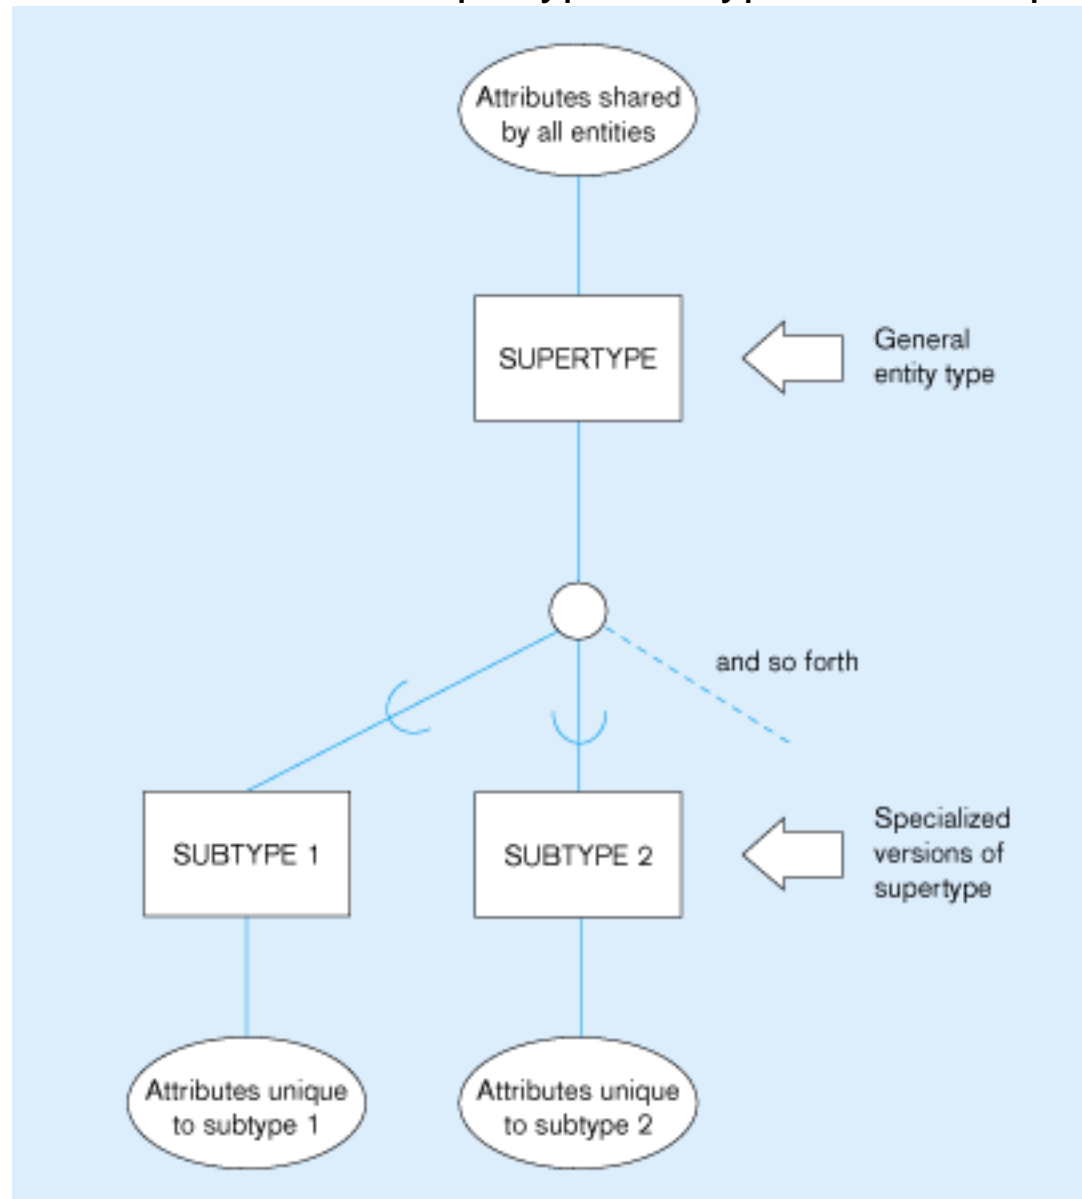 Attributes shared
by all entities
SUPERTYPE
General
entity type
and so forth
SUBTYPE 1
SUBTYPE 2
Specialized
versions of
supertype
Attributes unique
to subtype 1
Attributes unique
to subtype 2